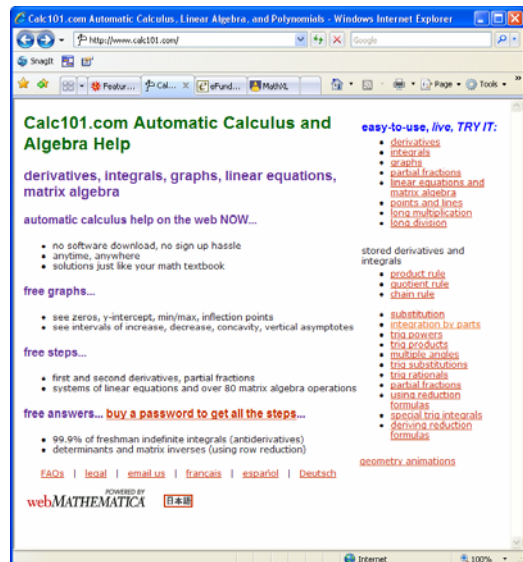 Calc101.com Automatic Calculus, Linear Algebra, and Polynomials - Windows Internet Explorer
http://www.calc101.com/
Google
SnagIt
Featur...
Cal...
eFund...
MathXL
Page
Tools
Calc101.com Automatic Calculus and
Algebra Help
derivatives, integrals, graphs, linear equations,
matrix algebra
automatic calculus help on the web NOW...
no software download, no sign up hassle
anytime, anywhere
solutions just like your math textbook
free graphs...
see zeros, y-intercept, min/max, inflection points
see intervals of increase, decrease, concavity, vertical asymptotes
free steps...
first and second derivatives, partial fractions
systems of linear equations and over 80 matrix algebra operations
free answers... buy a password to get all the steps...
99.9% of freshman indefinite integrals (antiderivatives)
determinants and matrix inverses (using row reduction)
FAQs | legal | email us | francais | español | Deutsch
POWERED BY
webMATHEMATICA
日本語
easy-to-use, live, TRY IT:
derivatives
integrals
graphs
partial fractions
linear equations and
matrix algebra
points and lines
long multiplication
long division
stored derivatives and
integrals
product rule
quotient rule
chain rule
substitution
integration by parts
trig powers
trig products
multiple angles
trig substitutions
trig rationals
partial fractions
using reduction
formulas
special trig integrals
deriving reduction
formulas
geometry animations
Internet
100%